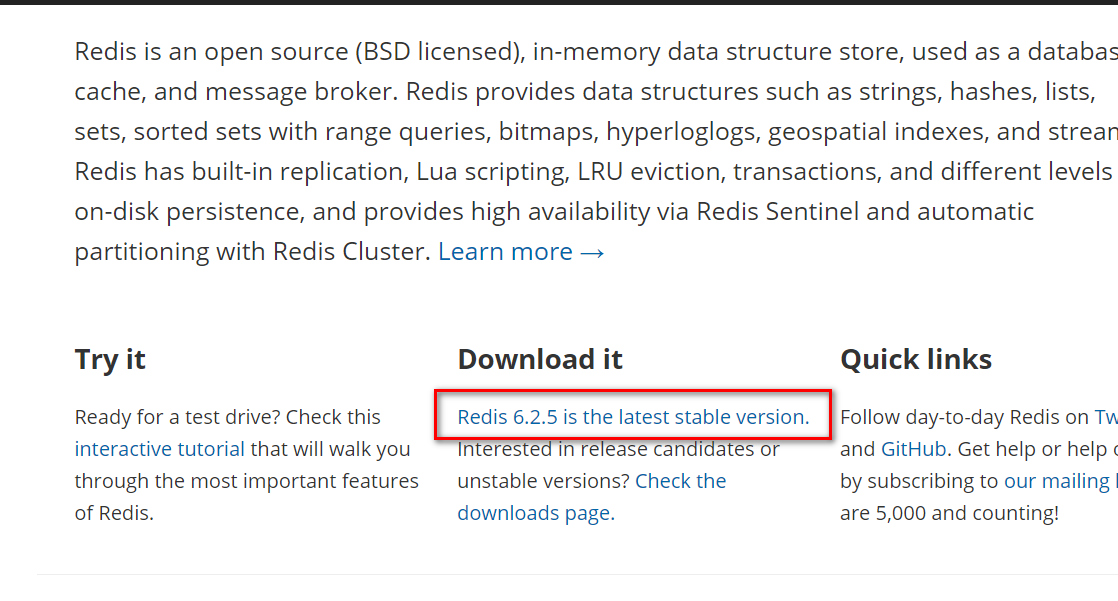 Redis is an open source (BSD licensed), in-memory data structure store, used as a databas
cache, and message broker. Redis provides data structures such as strings, hashes, lists,
sets, sorted sets with range queries, bitmaps, hyperloglogs, geospatial indexes, and stream
Redis has built-in replication, Lua scripting, LRU eviction, transactions, and different levels
on-disk persistence, and provides high availability via Redis Sentinel and automatic
partitioning with Redis Cluster. Learn more →
Try it
Ready for a test drive? Check this
interactive tutorial that will walk you
through the most important features
of Redis.
Download it
Redis 6.2.5 is the latest stable version.
Interested in release candidates or
unstable versions? Check the
downloads page.
Quick links
Follow day-to-day Redis on Tw
and GitHub. Get help or help
by subscribing to our mailing
are 5,000 and counting!